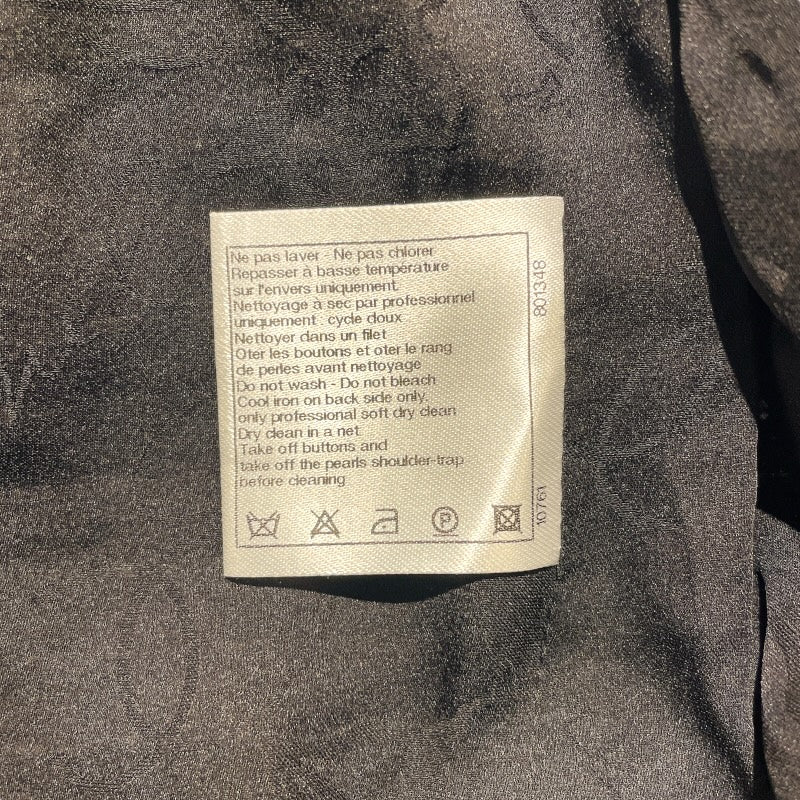 Ne pas laver - Ne pas chlorer
Repasser à basse température
sur l'envers uniquement.
Nettoyage à sec par professionnel
uniquement : cycle doux
Nettoyer dans un filet
Oter les boutons et oter le rang
de perles avant nettoyage
Do not wash - Do not bleach
Cool iron on back side only.
only professional soft dry clean
Dry clean in a net
Take off buttons and
take off the pearls shoulder-trap
before cleaning
P
801348
10761